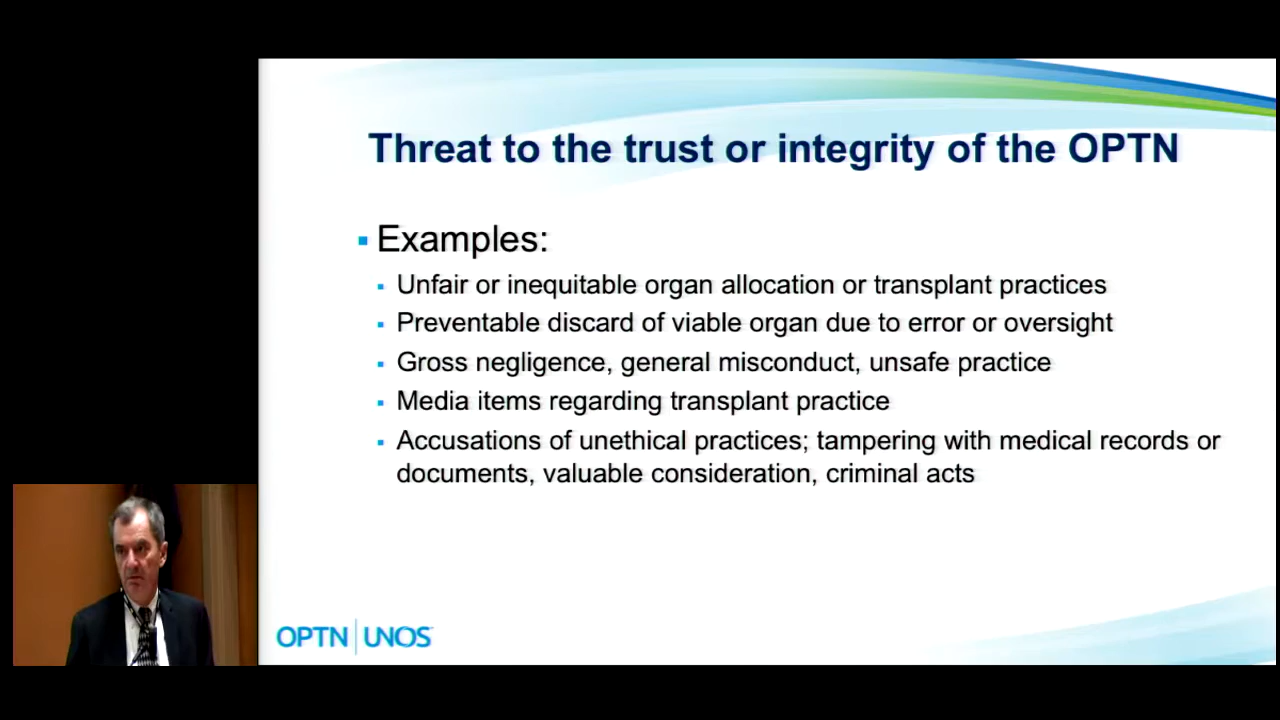 Threat to the trust or integrity of the OPTN
Examples:
Unfair or inequitable organ allocation or transplant practices
Preventable discard of viable organ due to error or oversight
Gross negligence, general misconduct, unsafe practice
Media items regarding transplant practice
Accusations of unethical practices; tampering with medical records or
documents, valuable consideration, criminal acts
OPTN | UNOS